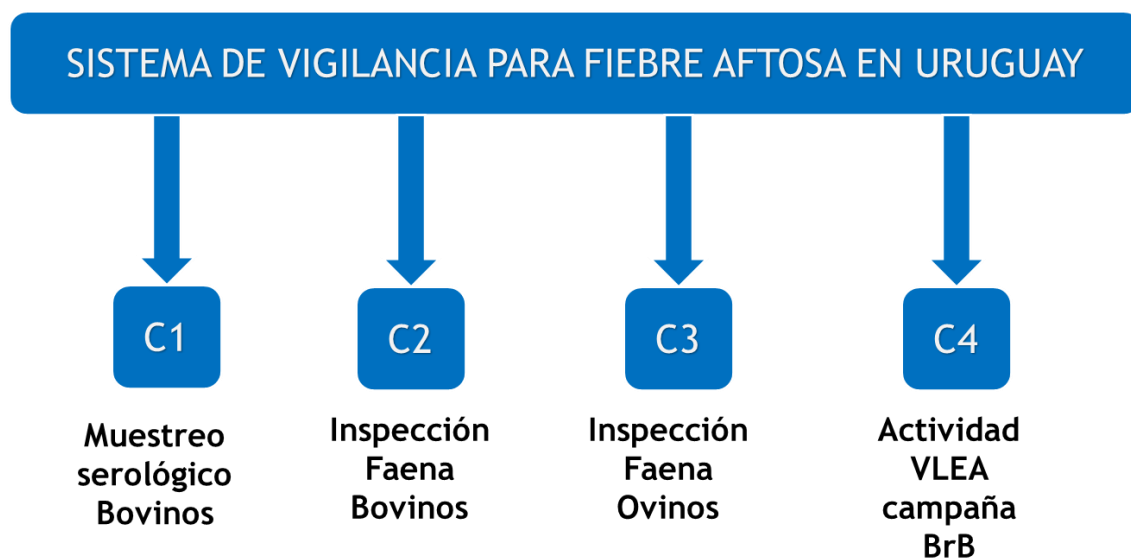 SISTEMA DE VIGILANCIA PARA FIEBRE AFTOSA EN URUGUAY
C1
Muestreo
serológico
Bovinos
C2
Inspección
Faena
Bovinos
C3
Inspección
Faena
Ovinos
C4
Actividad
VLEA
campaña
BrB